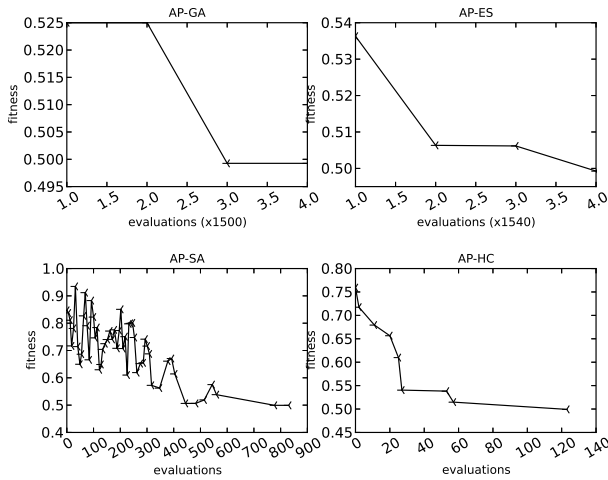 AP-GA
0.525
0.520
0.515
0.510
0.505
0.500
0.495
fitness
1.0 1.5 2.0 2.5 3.0 3.5 4.0
evaluations (x1500)
AP-ES
0.54
0.53
0.52
0.51
0.50
fitness
1.0 1.5 2.0 2.5 3.0 3.5 4.0
evaluations (x1540)
AP-SA
1.0
0.9
0.8
0.7
0.6
0.5
0.4
fitness
0 100 200 300 400 500 600 700 800 900
evaluations
AP-HC
0.80
0.75
0.70
0.65
0.60
0.55
0.50
0.45
fitness
0 20 40 60 80 100 120 140
evaluations